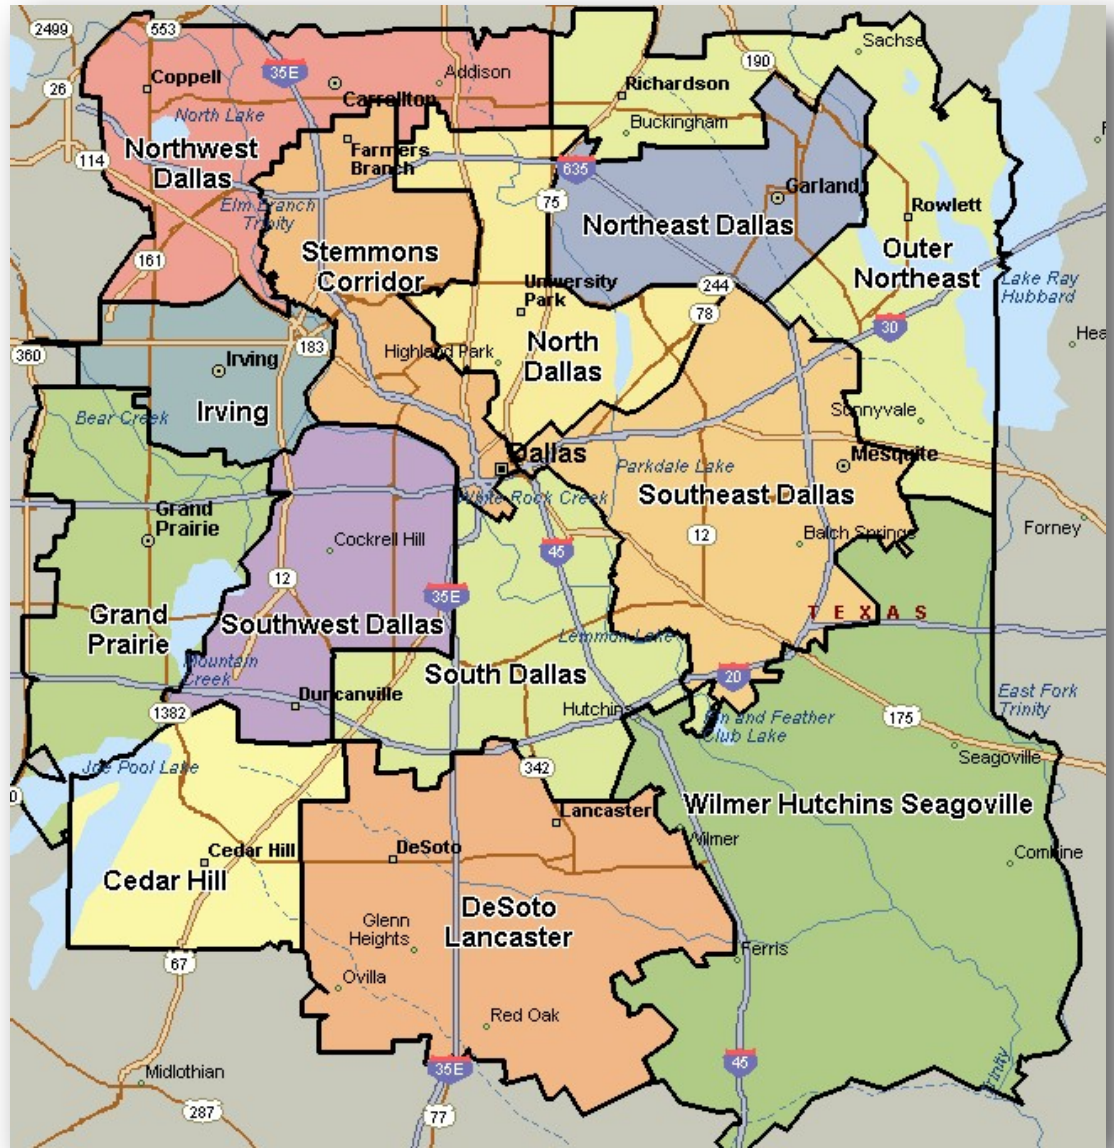 2499
553
Sachse
35E
190
26
Coppell
Addison
Richardson
Carrollton
North Lake
Buckingham
Northwest
Dallas
Farmers
Branch
114
635
Garland
Elm Branch
Trinity
75
Northeast Dallas
Rowlett
Stemmons
Corridor
Outer
Northeast
161
University
Park
244
Lake Ray
Hubbard
78
30
360
183
Irving
Highland Park
North
Dallas
Hea
Irving
Bear Creek
Sunnyvale
Dallas
Mesquite
Parkdale Lake
White Rock Creek
Southeast Dallas
Grand
Prairie
Forney
Cockrell Hill
45
12
Balch Springs
12
35E
Grand
Prairie
Southwest Dallas
TEXAS
Lemmon Lake
Mountain
Creek
South Dallas
20
Duncanville
Hutchins
East Fork
Trinity
1382
Fin and Feather
Club Lake
175
Joe Pool Lake
342
Seagoville
0
Lancaster
Wilmer Hutchins Seagoville
Wilmer
Cedar Hill
DeSoto
Combine
Cedar Hill
DeSoto
Lancaster
Glenn
Heights
Ferris
67
Ovilla
Red Oak
Midlothian
35E
45
Trinity
287
77